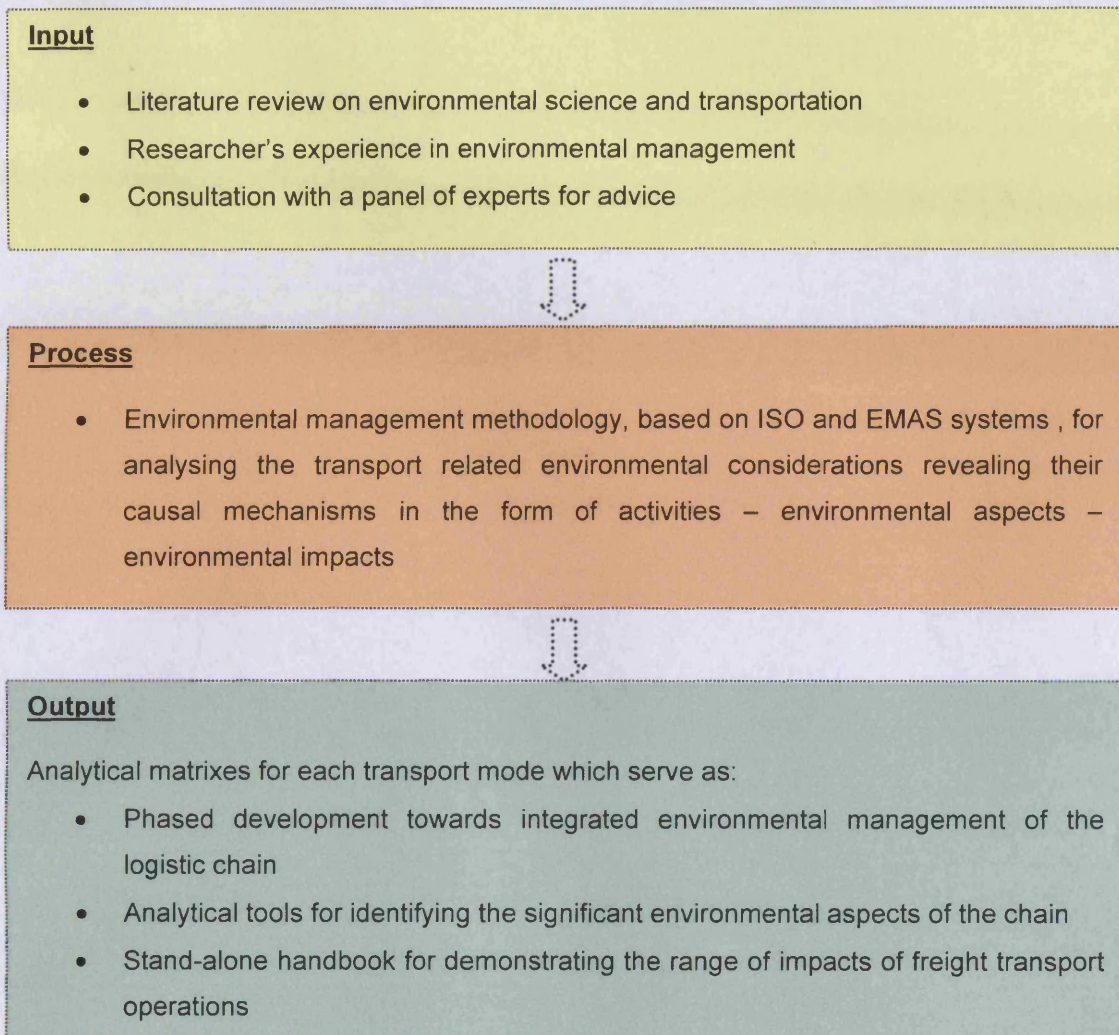 Input
• Literature review on environmental science and transportation
• Researcher's experience in environmental management
• Consultation with a panel of experts for advice
Process
• Environmental management methodology, based on ISO and EMAS systems , for
analysing the transport related environmental considerations revealing their
causal mechanisms in the form of activities – environmental aspects –
environmental impacts
Output
Analytical matrixes for each transport mode which serve as:
• Phased development towards integrated environmental management of the
logistic chain
• Analytical tools for identifying the significant environmental aspects of the chain
• Stand-alone handbook for demonstrating the range of impacts of freight transport
operations